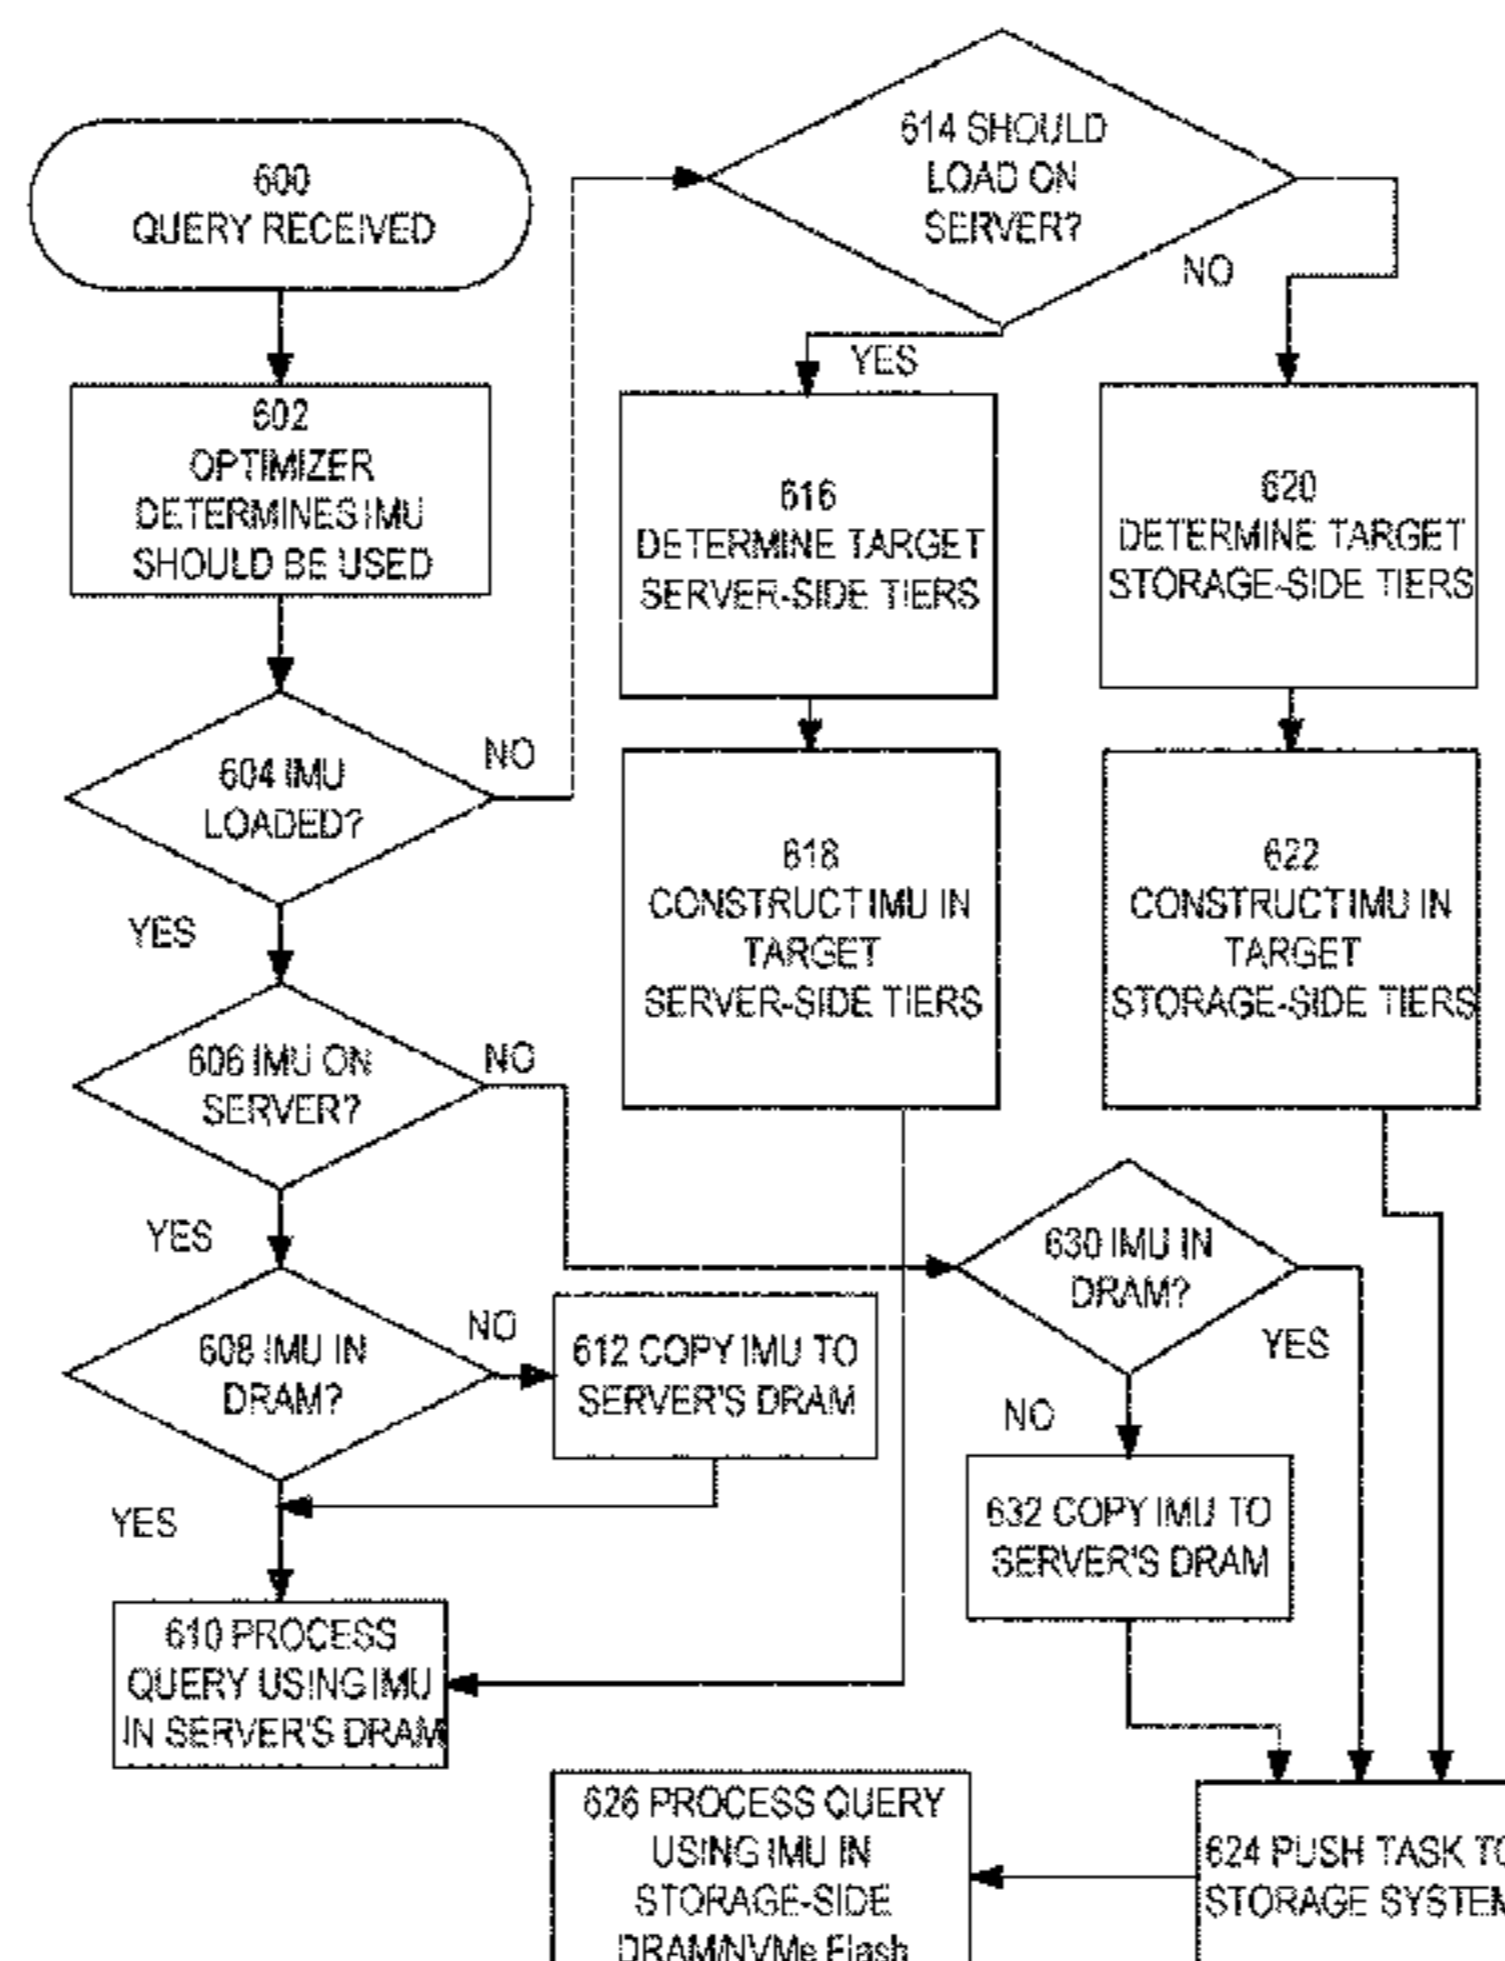 600
QUERY RECEIVED
602
OPTIMIZER
DETERMINES IMU
SHOULD BE USED
604 IMU
LOADED?
NO
YES
606 IMU ON
SERVER?
NO
YES
608 IMU IN
DRAM?
NO
YES
612 COPY IMU TO
SERVER'S DRAM
610 PROCESS
QUERY USING IMU
IN SERVER'S DRAM
614 SHOULD
LOAD ON
SERVER?
YES
NO
616
DETERMINE TARGET
SERVER-SIDE TIERS
618
CONSTRUCT IMU IN
TARGET
SERVER-SIDE TIERS
620
DETERMINE TARGET
STORAGE-SIDE TIERS
622
CONSTRUCT IMU IN
TARGET
STORAGE-SIDE TIERS
630 IMU IN
DRAM?
YES
NO
632 COPY IMU TO
SERVER'S DRAM
624 PUSH TASK TO
STORAGE SYSTEM
626 PROCESS QUERY
USING IMU IN
STORAGE-SIDE
DRAM/NVMe Flash